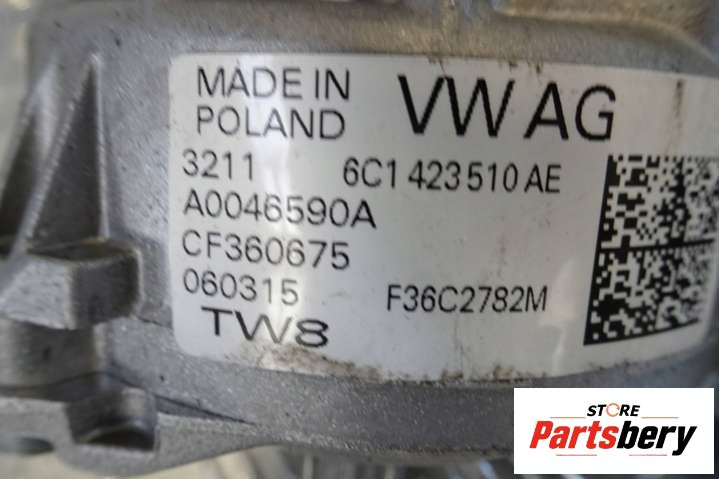 MADE IN VW AG
POLAND
3211 6C1 423 510 AE
A0046590A
CF360675
060315 F36C2782M
TW8
STORE
Partsbery